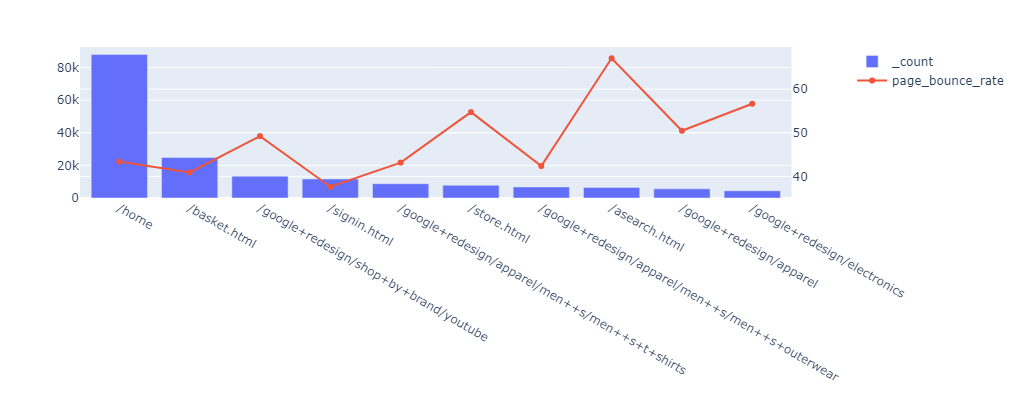 80k
60k
40k
20k
0
60
50
40
_count
page_bounce_rate
/home
/basket.html
/google+redesign/shop+by+brand/youtube
/signin.html
/google+redesign/apparel/men++s/men++s+t+shirts
/store.html
/google+redesign/apparel/men++s/men++s+outerwear
/asearch.html
/google+redesign/apparel
/google+redesign/electronics